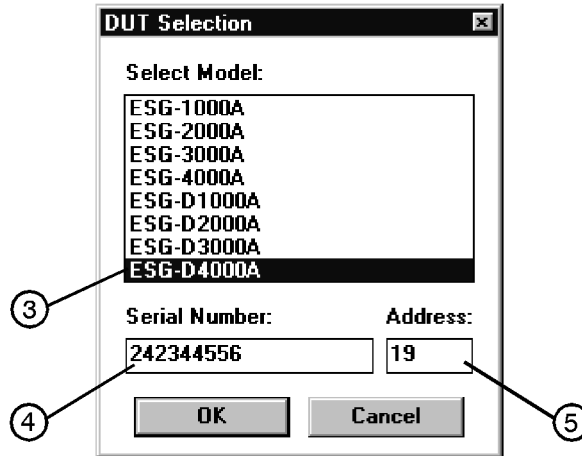 DUT Selection
Select Model:
ESG-1000A
ESG-2000A
ESG-3000A
ESG-4000A
ESG-D1000A
ESG-D2000A
ESG-D3000A
ESG-D4000A
3
Serial Number: Address:
242344556 19
4 OK Cancel 5